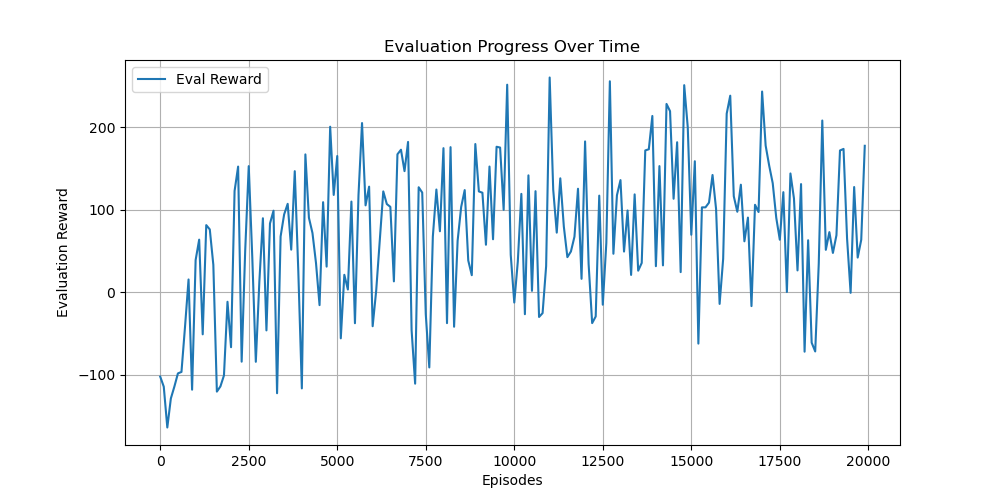 Evaluation Progress Over Time
Eval Reward
Evaluation Reward
200
100
0
−100
0 2500 5000 7500 10000 12500 15000 17500 20000
Episodes